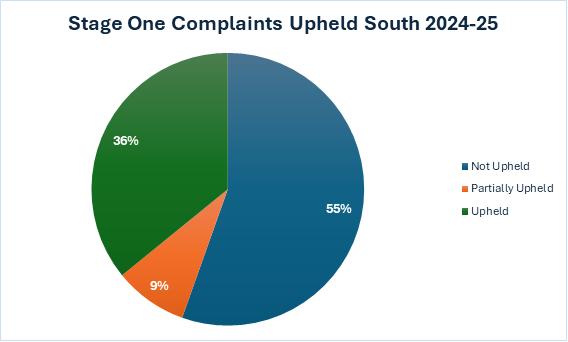 Stage One Complaints Upheld South 2024-25
36%
55%
9%
Not Upheld
Partially Upheld
Upheld